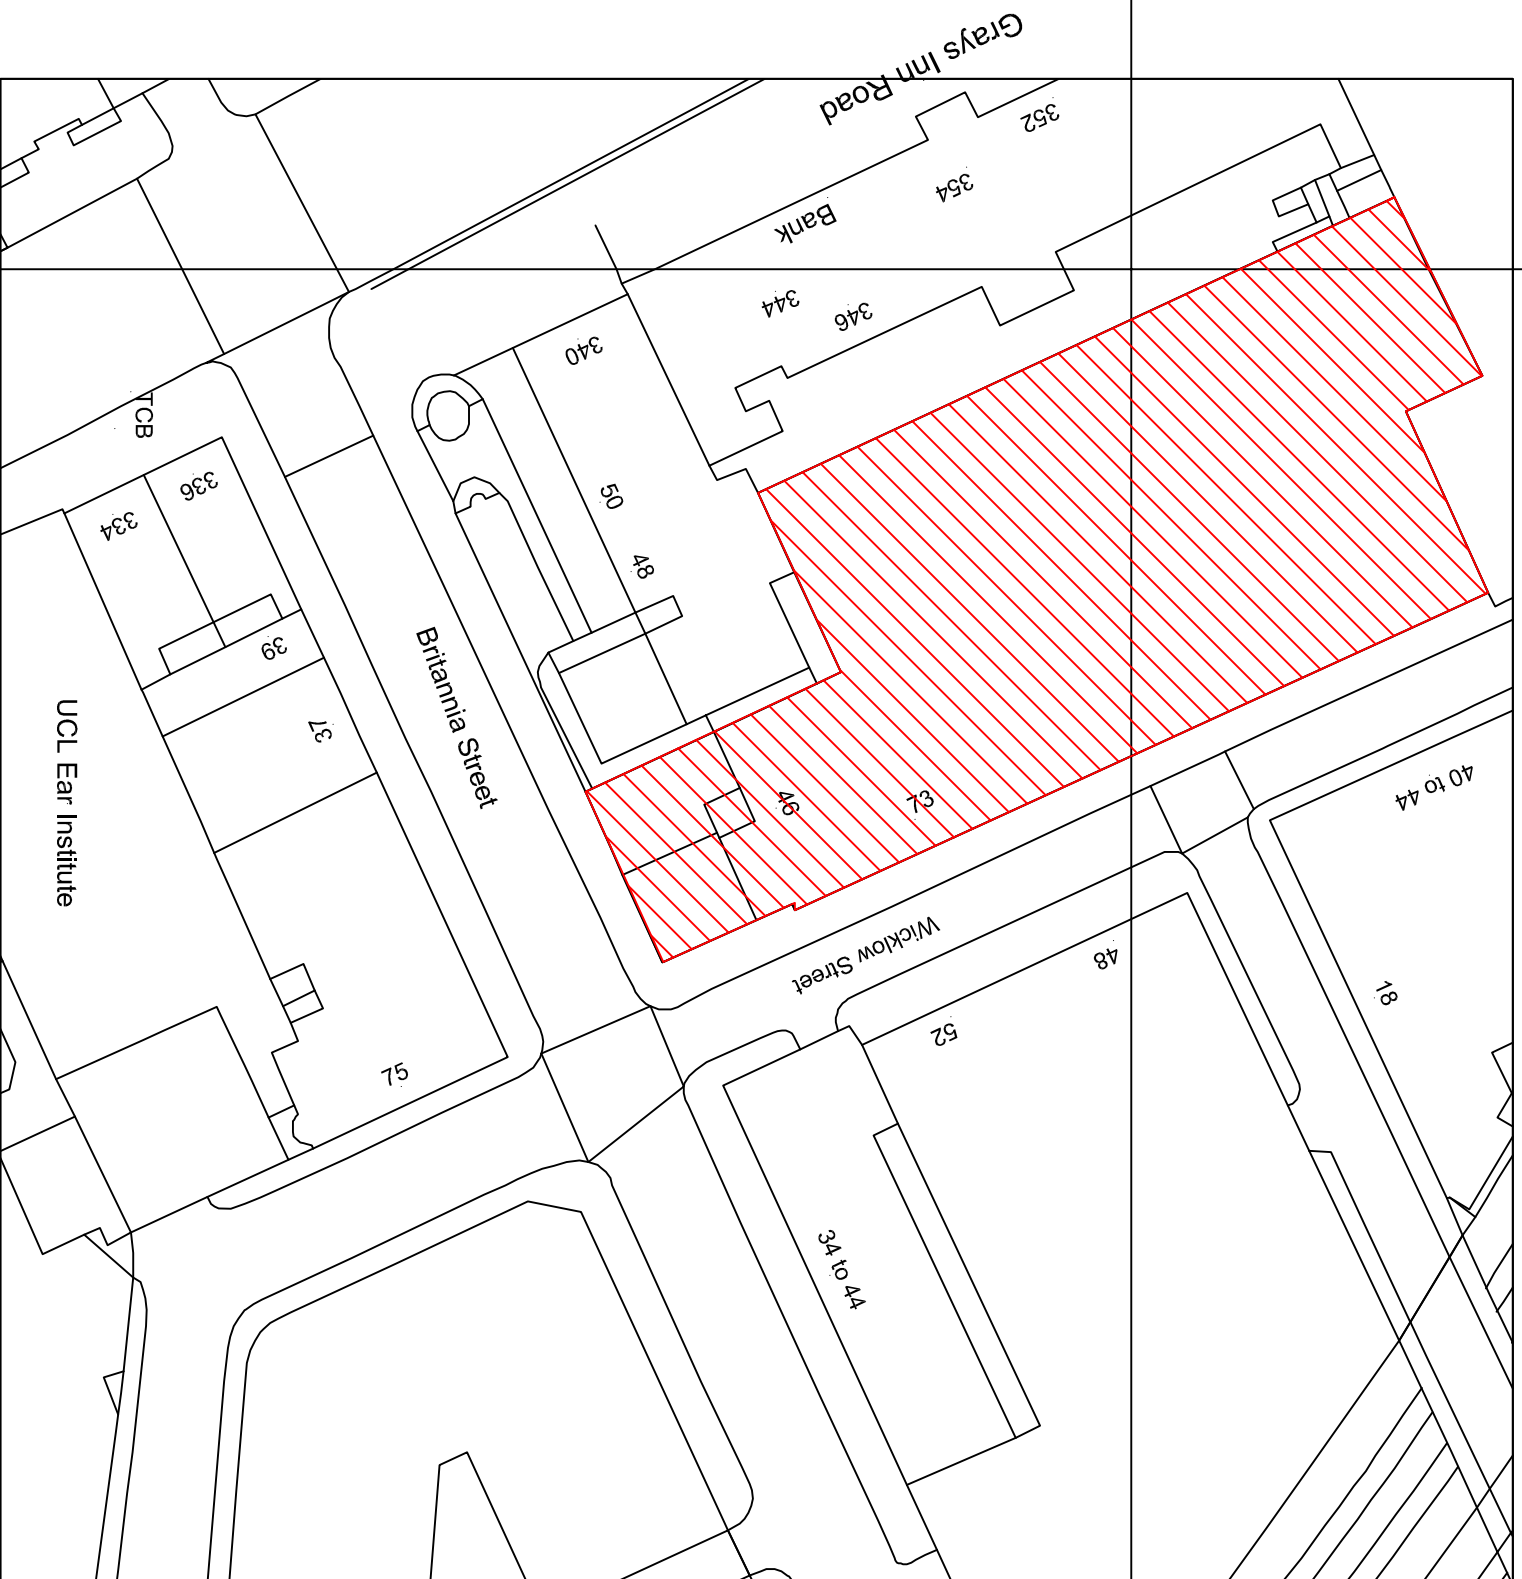 Grays Inn Road
352
354
Bank
344
346
340
TCB
336
334
50
48
39
37
Britannia Street
UCL Ear Institute
46
73
40 to 44
Wicklow Street
48
52
18
75
34 to 44